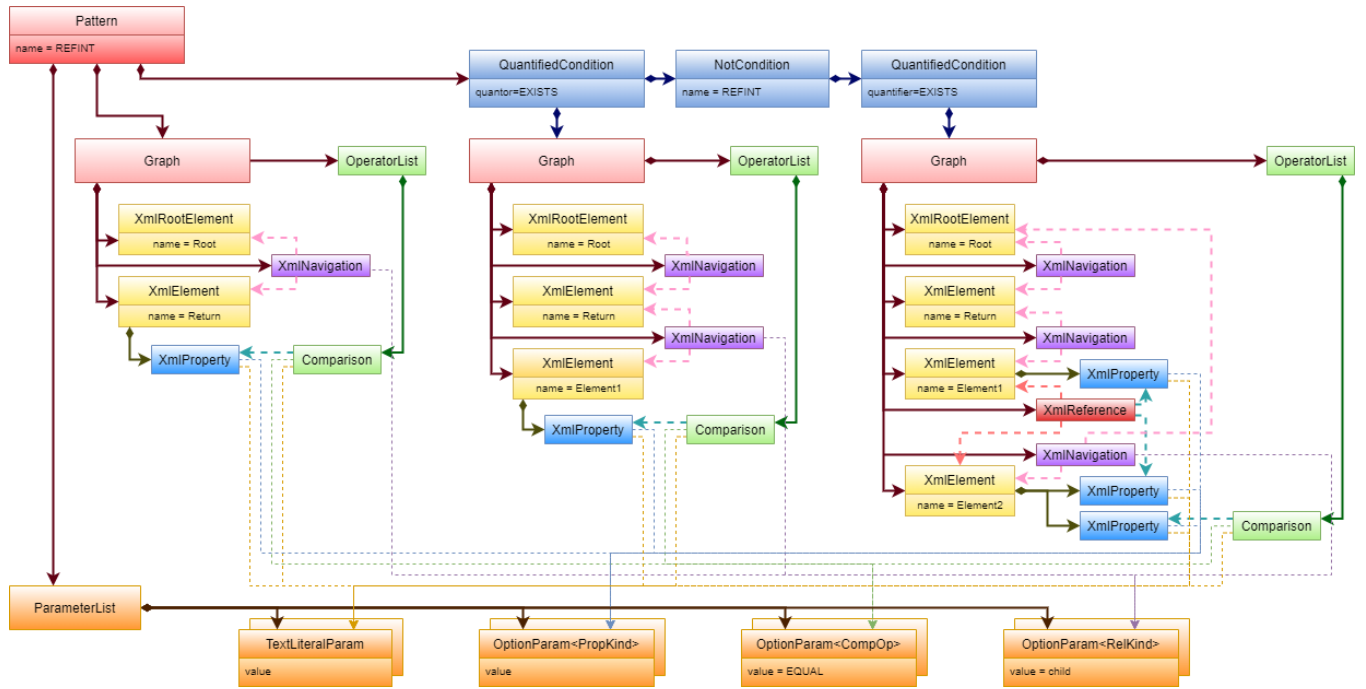 Pattern
name = REFINT
QuantifiedCondition
quantor=EXISTS
NotCondition
name = REFINT
QuantifiedCondition
quantifier=EXISTS
Graph
OperatorList
Graph
OperatorList
Graph
OperatorList
XmlRootElement
name = Root
XmlNavigation
XmlElement
name = Return
XmlProperty
Comparison
XmlRootElement
name = Root
XmlNavigation
XmlElement
name = Return
XmlNavigation
XmlElement
name = Element1
XmlProperty
Comparison
XmlRootElement
name = Root
XmlNavigation
XmlElement
name = Return
XmlNavigation
XmlElement
name = Element1
XmlProperty
XmlReference
XmlNavigation
XmlElement
name = Element2
XmlProperty
XmlProperty
Comparison
ParameterList
TextLiteralParam
value
OptionParam<PropKind>
value
OptionParam<CompOp>
value = EQUAL
OptionParam<RelKind>
value = child